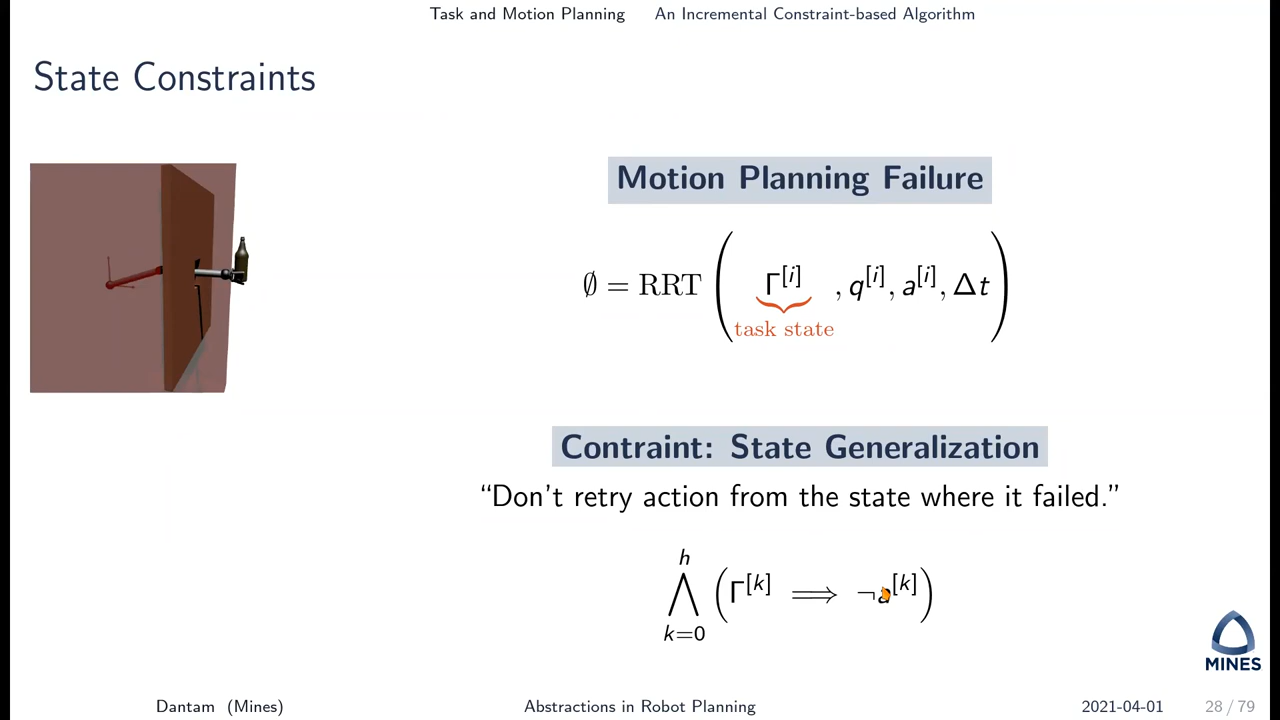 Task and Motion Planning An Incremental Constraint-based Algorithm
State Constraints
Motion Planning Failure
∅ = RRT ( Γ^[i] , q^[i], a^[i], Δt )
task state
Contraint: State Generalization
“Don’t retry action from the state where it failed.”
h
⋀ ( Γ^[k] ⟹ ¬a^[k] )
k=0
MINES
Dantam (Mines) Abstractions in Robot Planning 2021-04-01 28 / 79